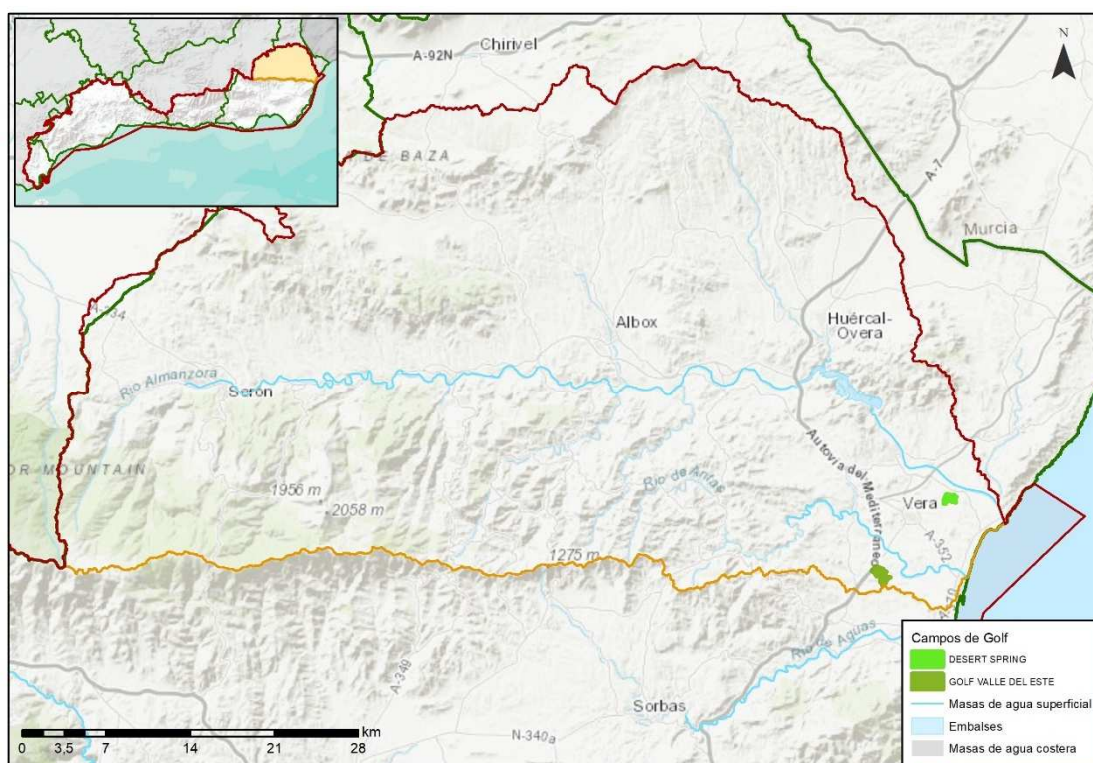 N
Chirivel
A-92N
DE BAZA
A-7
Murcia
A-334
Albox
Huércal-
Overa
Río Almanzora
Serón
OR MOUNTAIN
1956 m
2058 m
Río de Antas
Autovía del Mediterráneo
Vera
A-352
1275 m
Río de Aguas
A-349
Sorbas
N-340a
km
0 3,5 7 14 21 28
Campos de Golf
DESERT SPRING
GOLF VALLE DEL ESTE
Masas de agua superficial
Embalses
Masas de agua costera